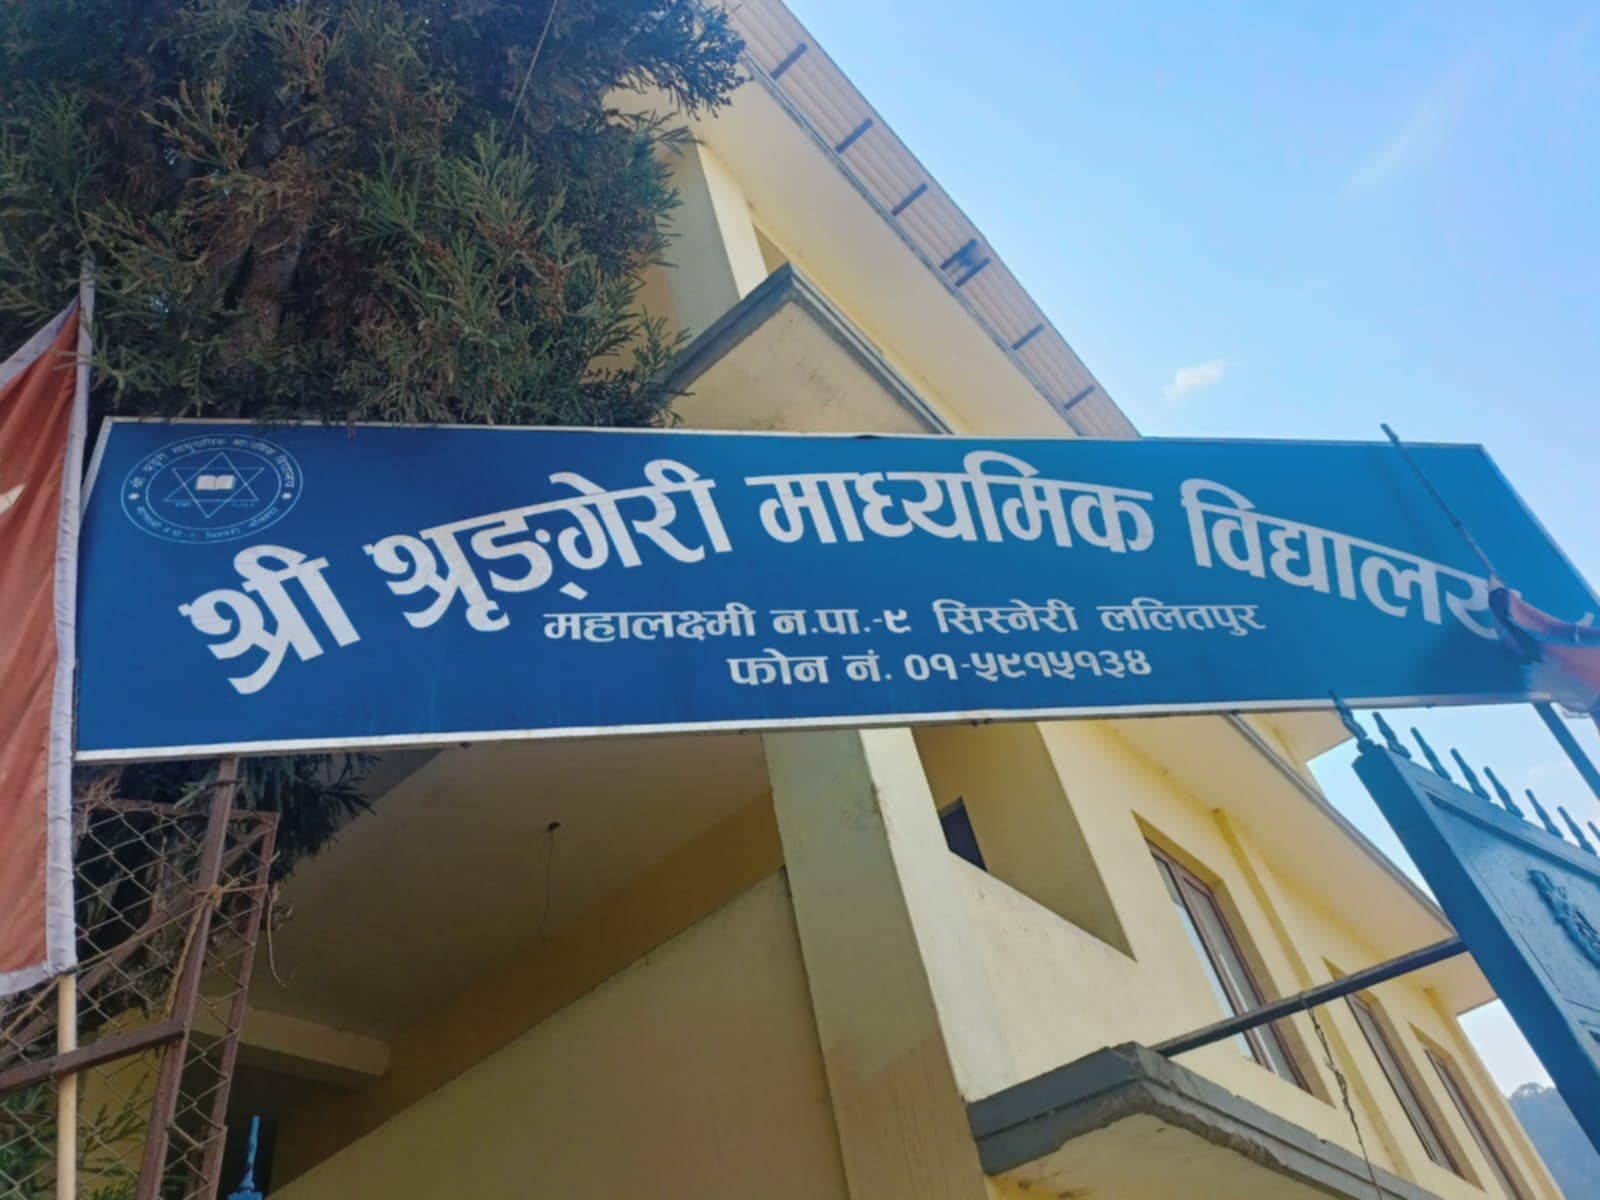 श्री श्रृङ्गेरी माध्यमिक विद्यालय
महालक्ष्मी न.पा.-९ सिस्नेरी ललितपुर
फोन नं. ०१-५९१५१३४